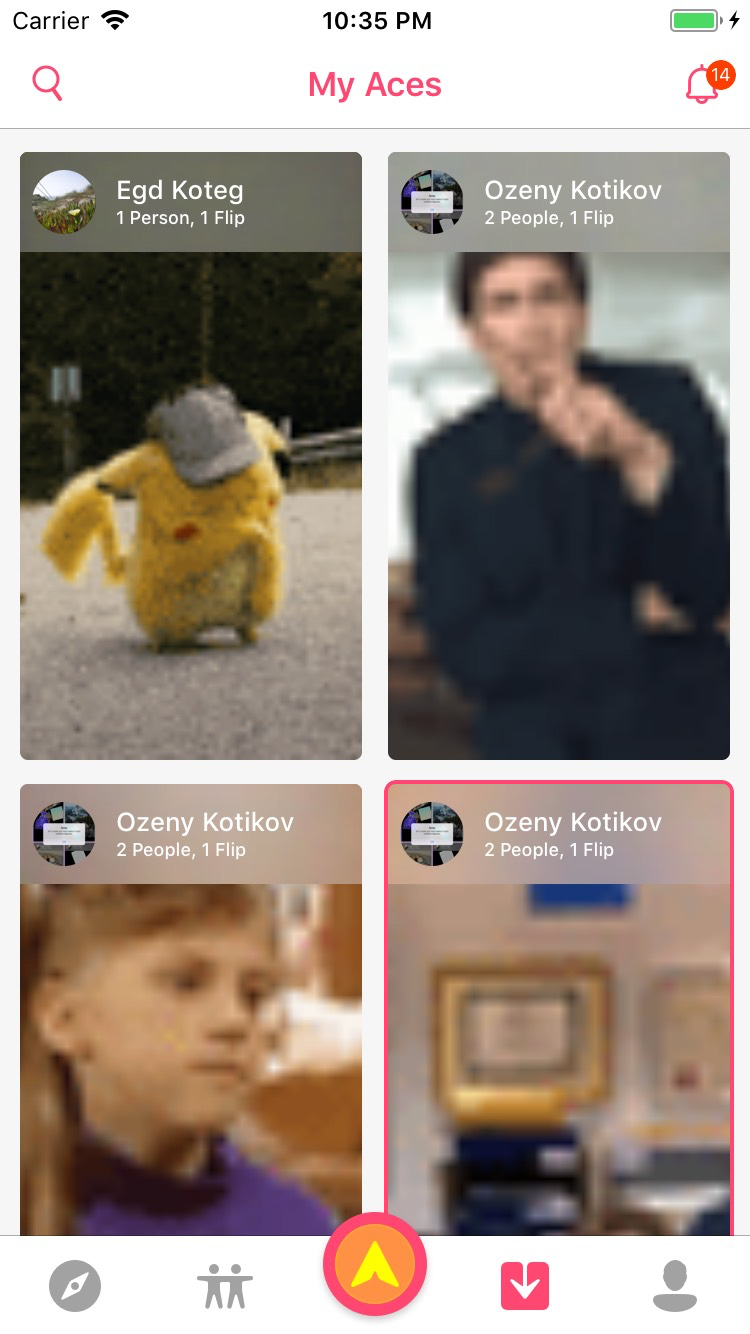 Carrier
10:35 PM
My Aces
14
Egd Koteg
1 Person, 1 Flip
Ozeny Kotikov
2 People, 1 Flip
Ozeny Kotikov
2 People, 1 Flip
Ozeny Kotikov
2 People, 1 Flip